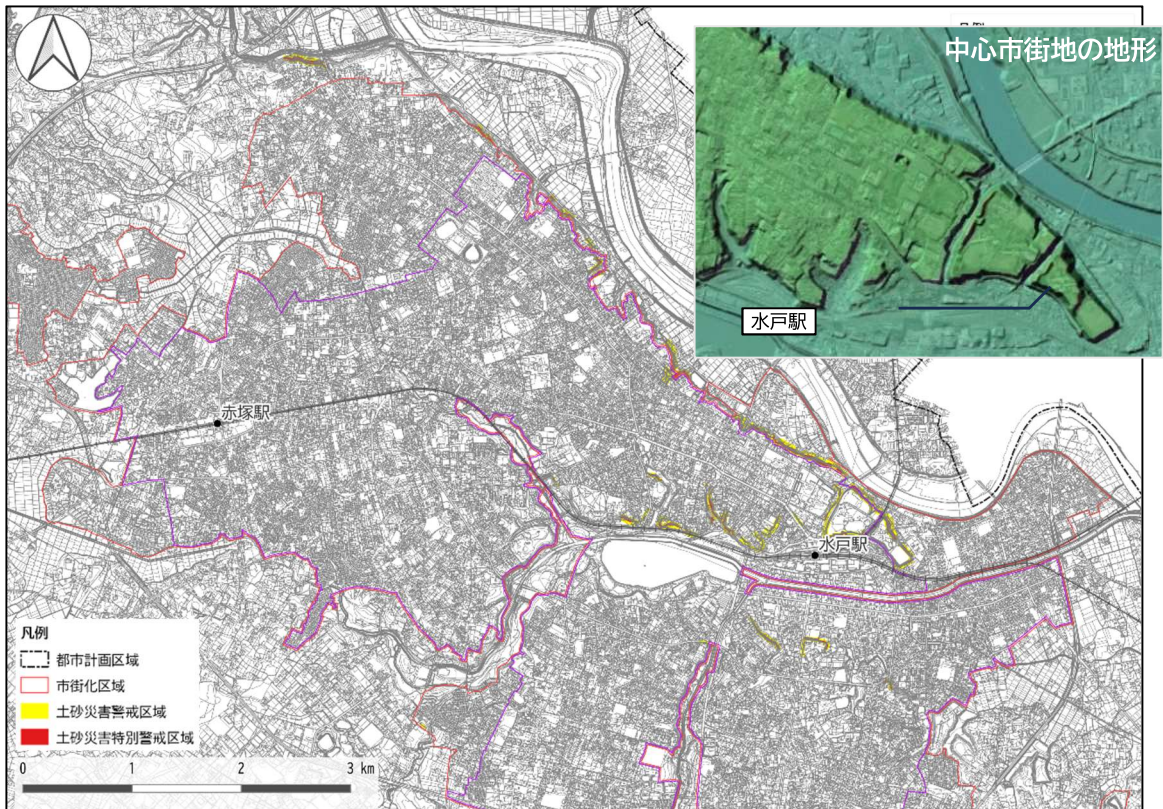 中心市街地の地形
水戸駅
赤塚駅
水戸駅
凡例
都市計画区域
市街化区域
土砂災害警戒区域
土砂災害特別警戒区域
0 1 2 3 km